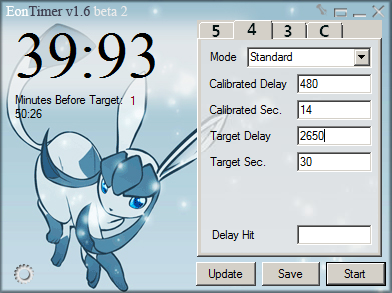 EonTimer v1.6 beta 2
39:93
Minutes Before Target: 1
50:26
5 4 3 C
Mode Standard
Calibrated Delay 480
Calibrated Sec. 14
Target Delay 2650
Target Sec. 30
Delay Hit
Update Save Start